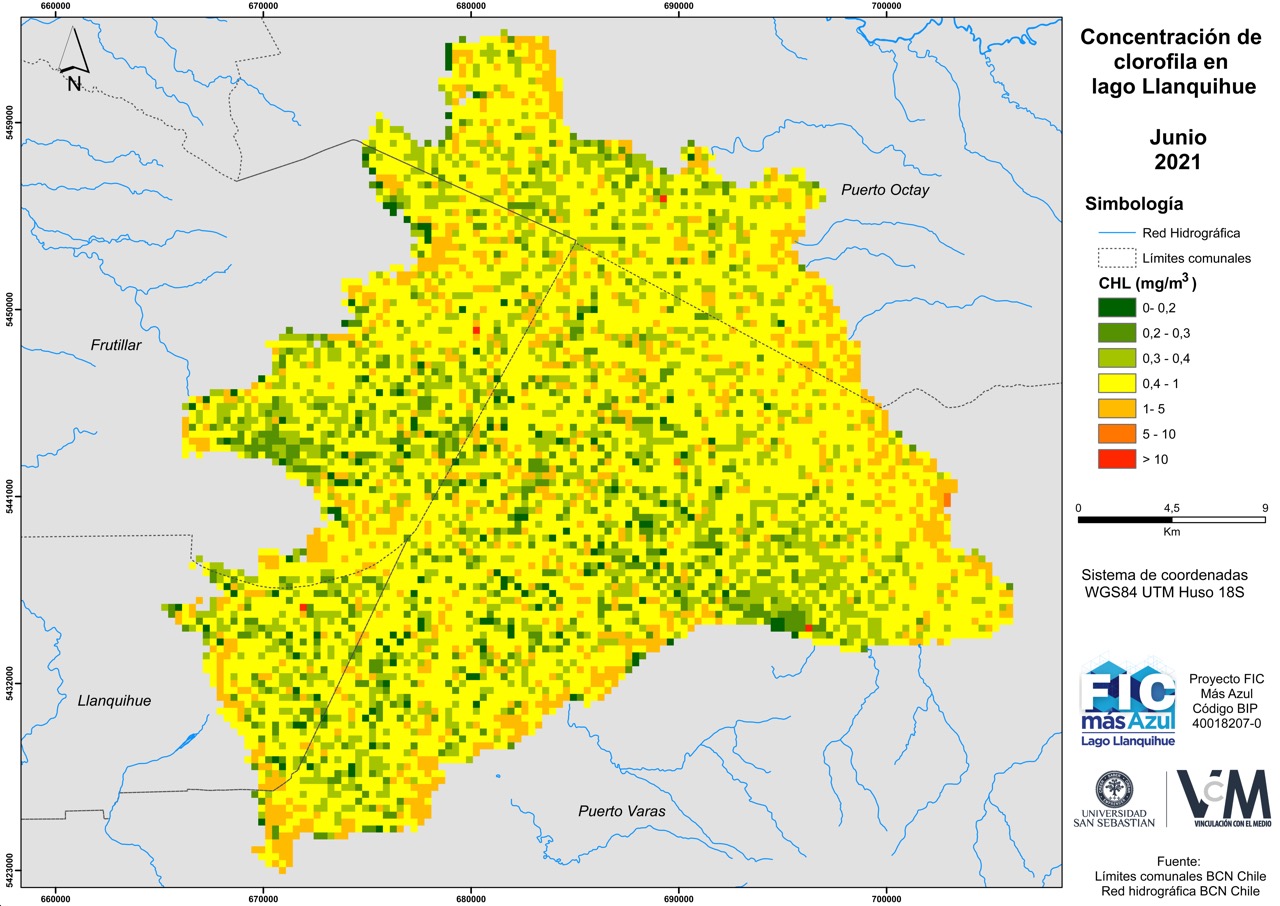 660000
670000
680000
690000
700000
N
5459000
5450000
5441000
5432000
5423000
Puerto Octay
Frutillar
Llanquihue
Puerto Varas
660000
670000
680000
690000
700000
Concentración de
clorofila en
lago Llanquihue
Junio
2021
Simbología
Red Hidrográfica
Límites comunales
CHL (mg/m3 )
0- 0,2
0,2 - 0,3
0,3 - 0,4
0,4 - 1
1- 5
5 - 10
> 10
0 4,5 9
Km
Sistema de coordenadas
WGS84 UTM Huso 18S
FIC
másAzul
Lago Llanquihue
Proyecto FIC
Más Azul
Código BIP
40018207-0
UNIVERSIDAD
SAN SEBASTIAN
VcM
VINCULACIÓN CON EL MEDIO
Fuente:
Límites comunales BCN Chile
Red hidrográfica BCN Chile